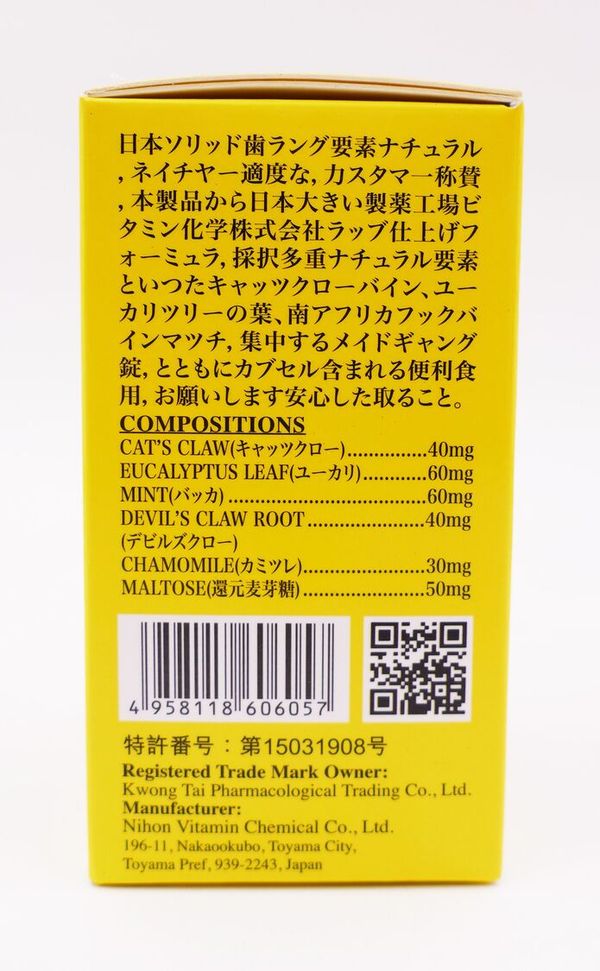 日本ソリッド歯ラング要素ナチュラル
,ネイチャー適度な, カスタマー称賛
, 本製品から日本大きい製薬工場ビ
タミン化学株式会社ラップ仕上げフ
ォーミュラ, 採択多重ナチュラル要素
といつたキャッツクローバイン、ユー
カリツリーの葉、南アフリカフックバ
インマツチ, 集中するメイドギャング
錠, とともにカプセル含まれる便利食
用, お願いします安心した取ること。
COMPOSITIONS
CAT'S CLAW(キャッツクロー)................40mg
EUCALYPTUS LEAF(ユーカリ)............60mg
MINT(バッカ)........................................60mg
DEVIL'S CLAW ROOT........................40mg
(デビルズクロー)
CHAMOMILE(カミツレ)........................30mg
MALTOSE(還元麦芽糖)........................50mg
4 958118 606057
特許番号：第15031908号
Registered Trade Mark Owner:
Kwong Tai Pharmacological Trading Co., Ltd.
Manufacturer:
Nihon Vitamin Chemical Co., Ltd.
196-11, Nakaookubo, Toyama City,
Toyama Pref, 939-2243, Japan